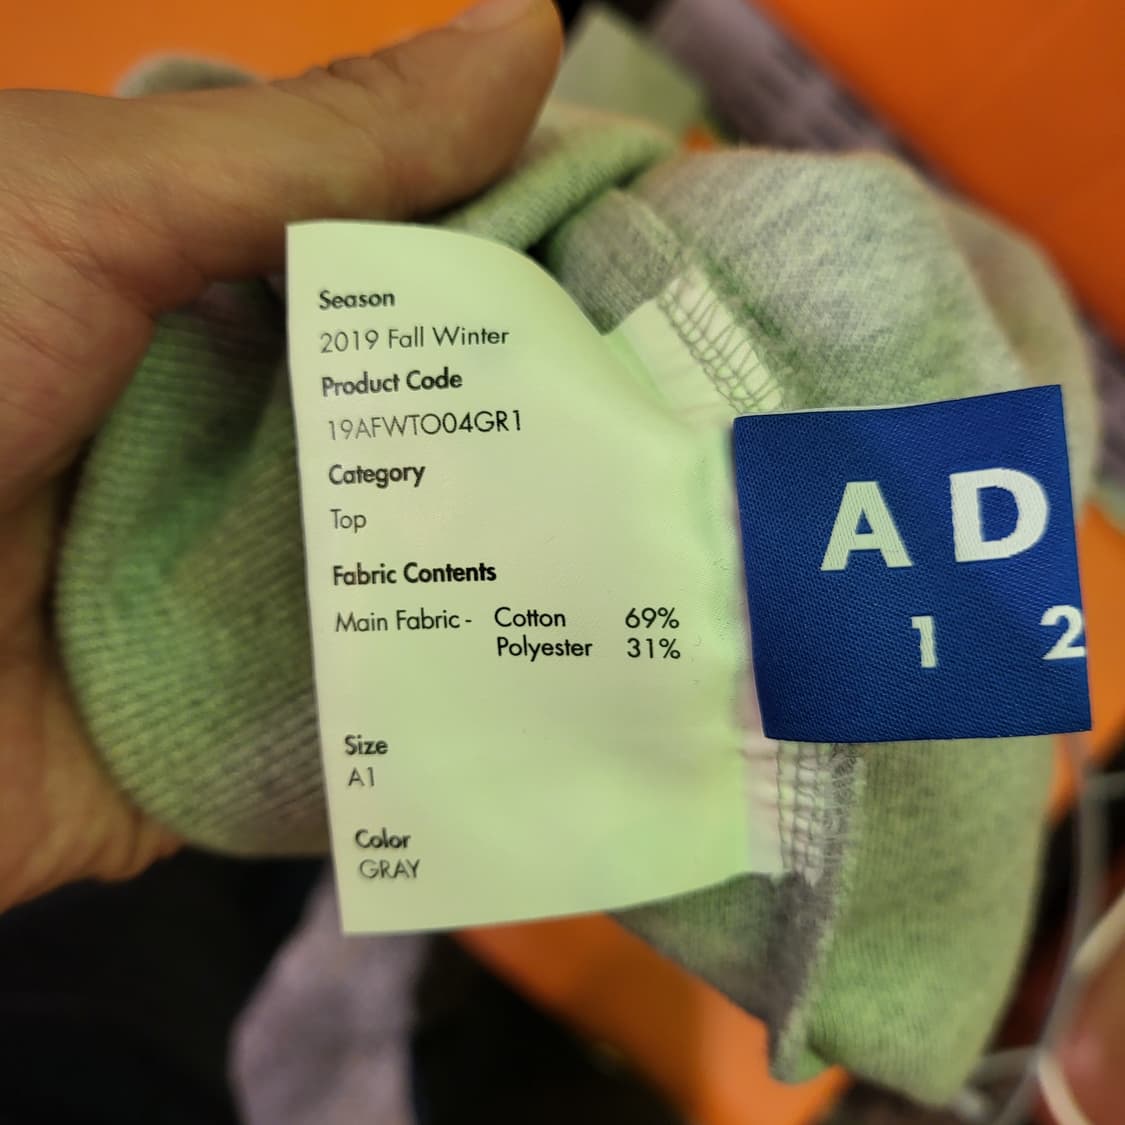 Season
2019 Fall Winter
Product Code
19AFWTO04GR1
Category
Top
Fabric Contents
Main Fabric - Cotton 69%
Polyester 31%
Size
A1
Color
GRAY
A D
1 2